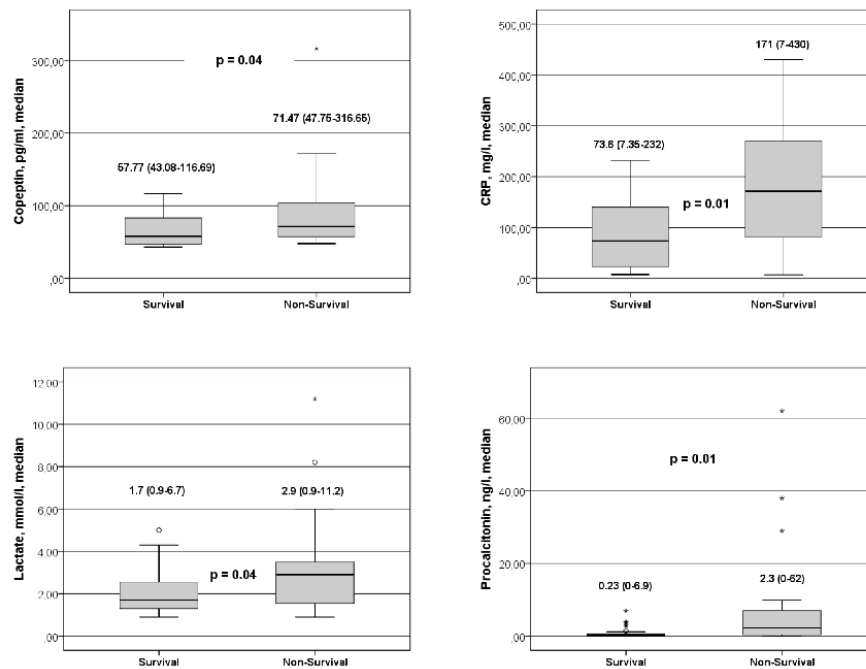 Copeptin, pg/ml, median
300,00
200,00
100,00
,00
p = 0.04
57.77 (43.08-116.69)
71.47 (47.75-316.65)
*
Survival
Non-Survival
CRP, mg/l, median
500,00
400,00
300,00
200,00
100,00
,00
171 (7-430)
73.6 (7.35-232)
p = 0.01
Survival
Non-Survival
Lactate, mmol/l, median
12,00
10,00
8,00
6,00
4,00
2,00
,00
*
1.7 (0.9-6.7)
2.9 (0.9-11.2)
p = 0.04
Survival
Non-Survival
Procalcitonin, ng/l, median
60,00
40,00
20,00
,00
*
p = 0.01
*
*
0.23 (0-6.9)
2.3 (0-62)
Survival
Non-Survival